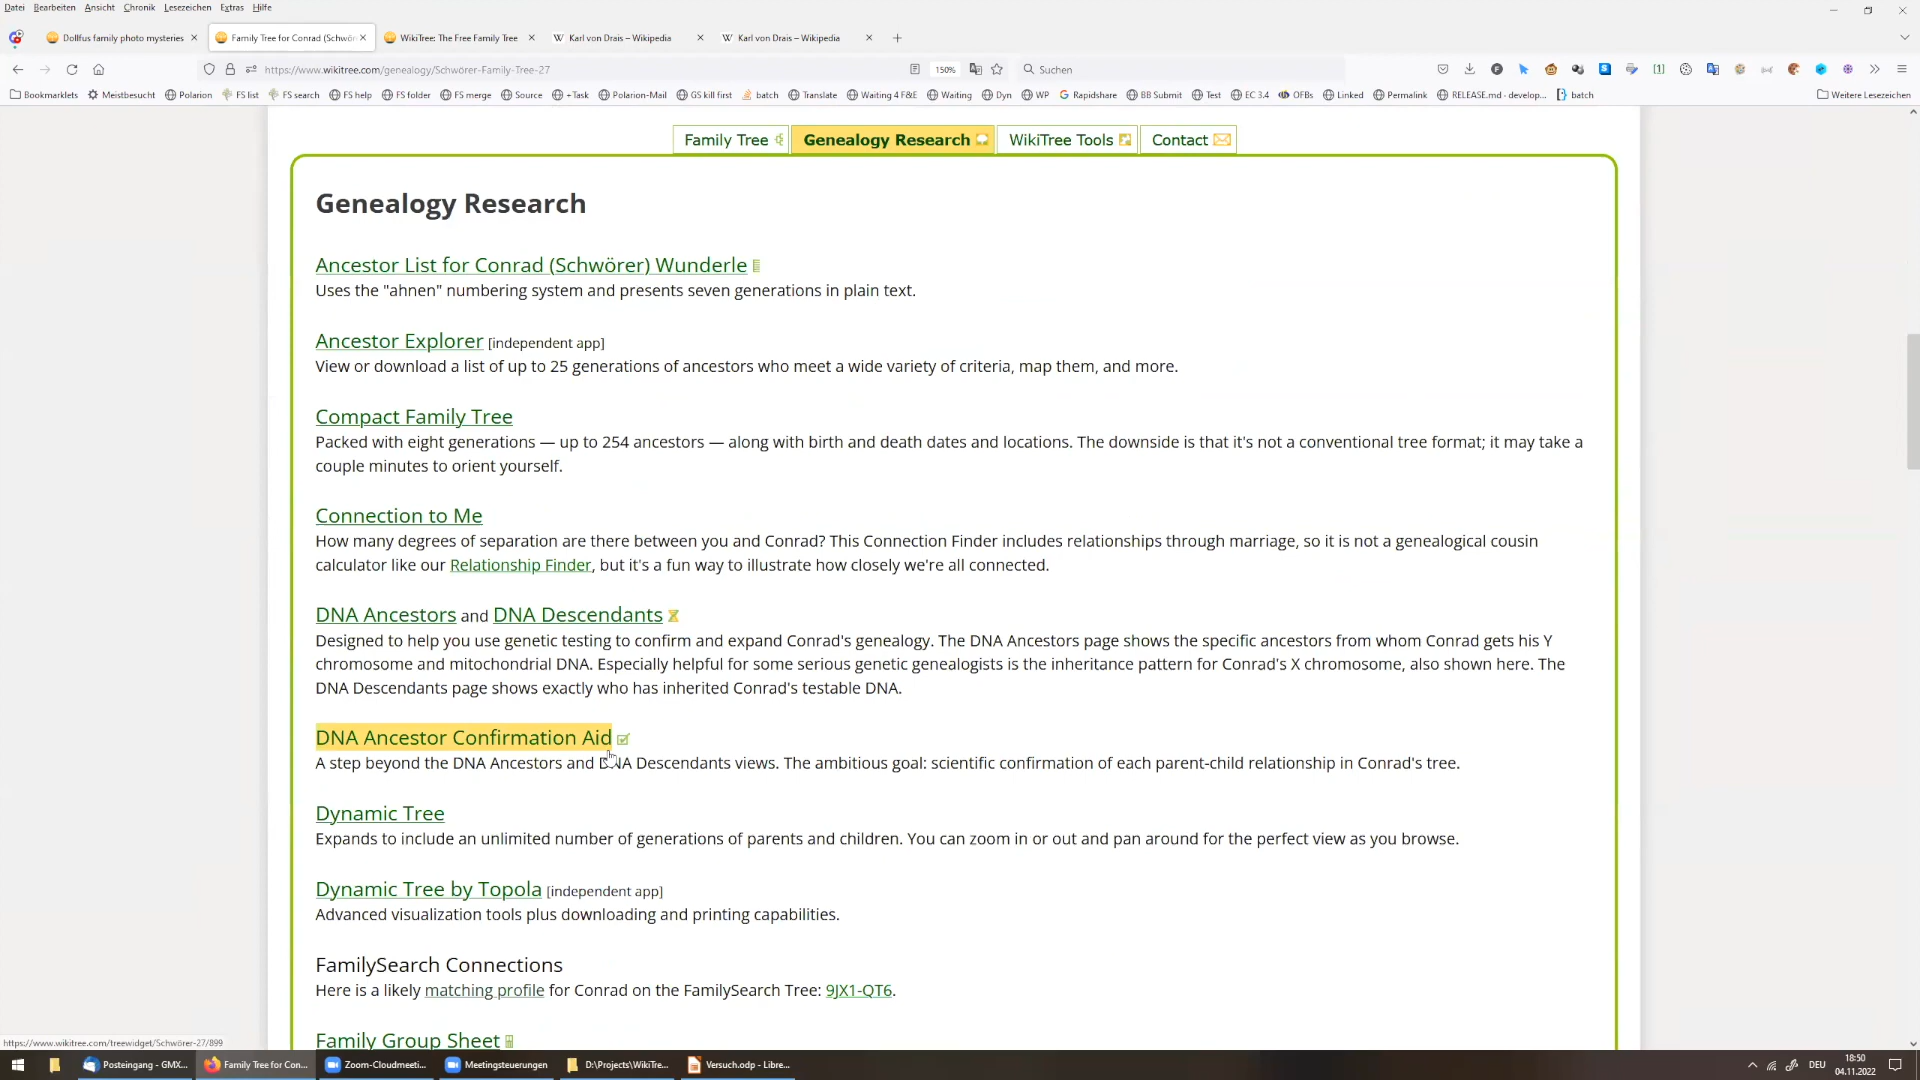 Datei Bearbeiten Ansicht Chronik Lesezeichen Extras Hilfe
Dollfus family photo mysteries
Family Tree for Conrad (Schwör
WikiTree: The Free Family Tree
Karl von Drais – Wikipedia
Karl von Drais – Wikipedia
https://www.wikitree.com/genealogy/Schwörer-Family-Tree-27
150%
Suchen
Bookmarklets Meistbesucht Polarion FS list FS search FS help FS folder FS merge Source +Task Polarion-Mail GS kill first batch Translate Waiting 4 F&E Waiting Dyn WP Rapidshare BB Submit Test EC 3.4 OFBs Linked Permalink RELEASE.md - develop... batch Weitere Lesezeichen
Family Tree Genealogy Research WikiTree Tools Contact
Genealogy Research
Ancestor List for Conrad (Schwörer) Wunderle
Uses the "ahnen" numbering system and presents seven generations in plain text.
Ancestor Explorer [independent app]
View or download a list of up to 25 generations of ancestors who meet a wide variety of criteria, map them, and more.
Compact Family Tree
Packed with eight generations — up to 254 ancestors — along with birth and death dates and locations. The downside is that it's not a conventional tree format; it may take a
couple minutes to orient yourself.
Connection to Me
How many degrees of separation are there between you and Conrad? This Connection Finder includes relationships through marriage, so it is not a genealogical cousin
calculator like our Relationship Finder, but it's a fun way to illustrate how closely we're all connected.
DNA Ancestors and DNA Descendants
Designed to help you use genetic testing to confirm and expand Conrad's genealogy. The DNA Ancestors page shows the specific ancestors from whom Conrad gets his Y
chromosome and mitochondrial DNA. Especially helpful for some serious genetic genealogists is the inheritance pattern for Conrad's X chromosome, also shown here. The
DNA Descendants page shows exactly who has inherited Conrad's testable DNA.
DNA Ancestor Confirmation Aid
A step beyond the DNA Ancestors and DNA Descendants views. The ambitious goal: scientific confirmation of each parent-child relationship in Conrad's tree.
Dynamic Tree
Expands to include an unlimited number of generations of parents and children. You can zoom in or out and pan around for the perfect view as you browse.
Dynamic Tree by Topola [independent app]
Advanced visualization tools plus downloading and printing capabilities.
FamilySearch Connections
Here is a likely matching profile for Conrad on the FamilySearch Tree: 9JX1-QT6.
Family Group Sheet
https://www.wikitree.com/treewidget/Schwörer-27/899
Posteingang - GMX... Family Tree for Con... Zoom-Cloudmeeti... Meetingsteuerungen D:\Projects\WikiTre... Versuch.odp - Libre... DEU
18:50
04.11.2022